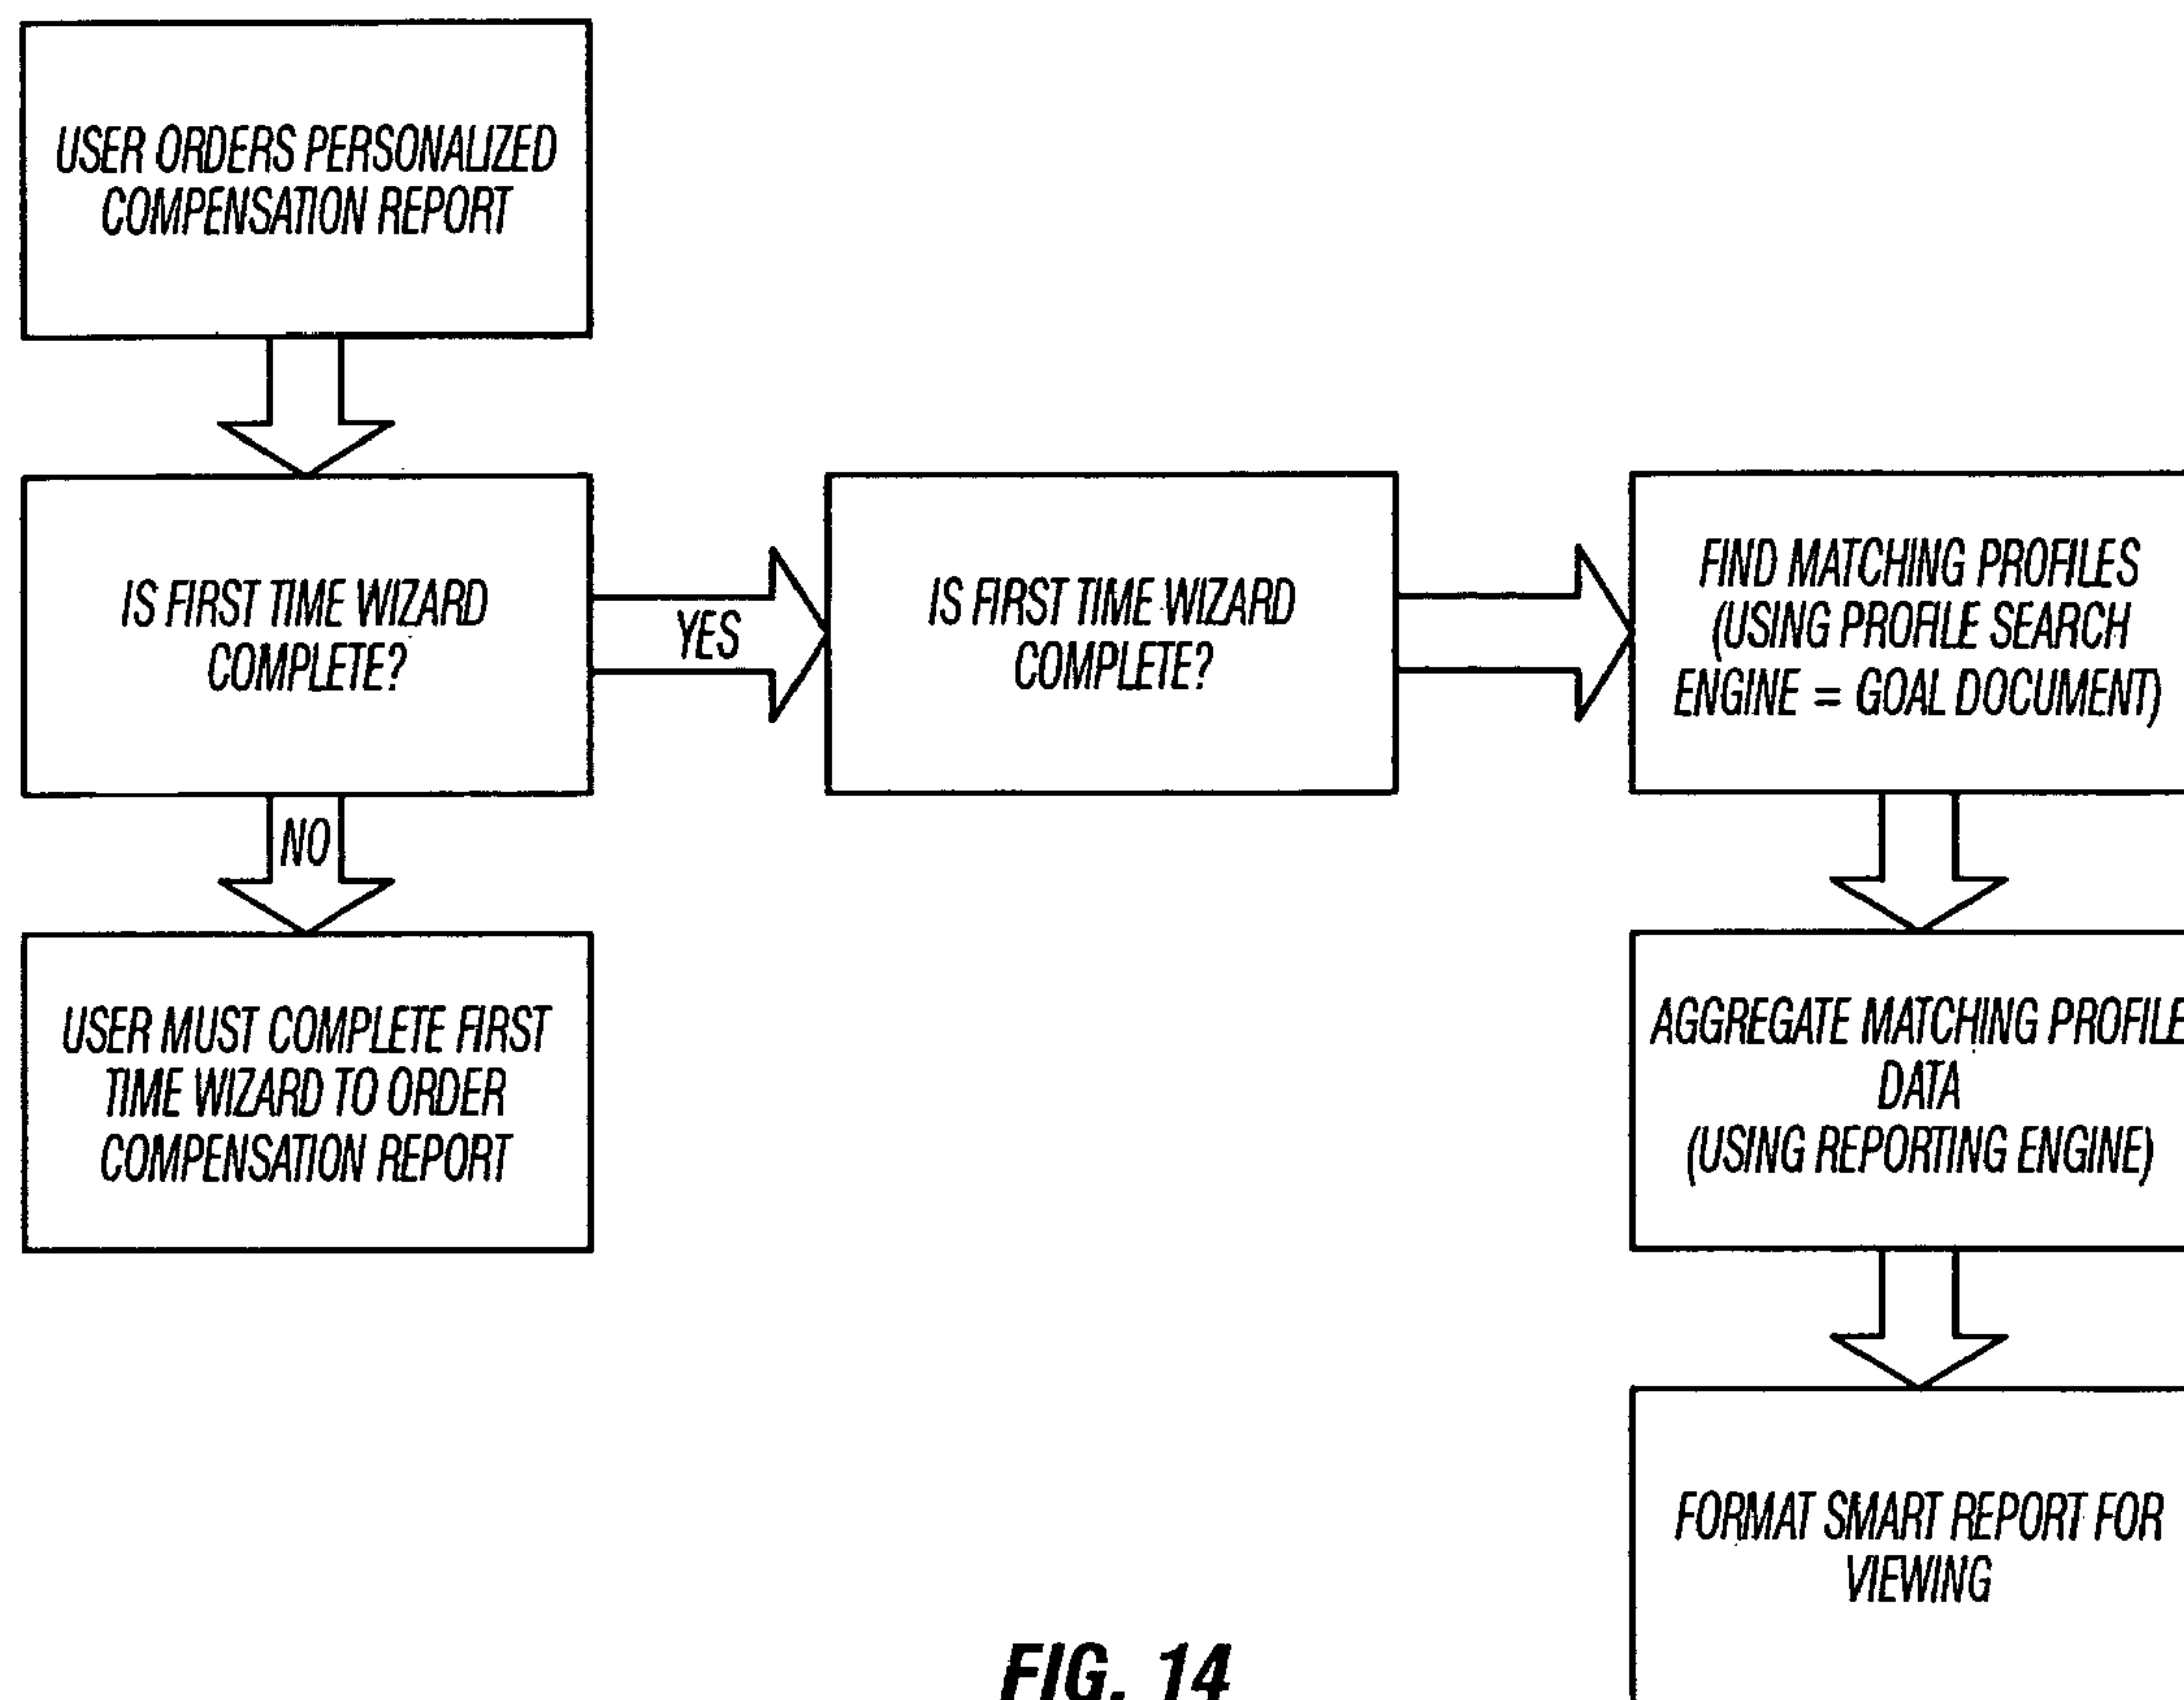 USER ORDERS PERSONALIZED
COMPENSATION REPORT
IS FIRST TIME WIZARD
COMPLETE?
YES
IS FIRST TIME WIZARD
COMPLETE?
FIND MATCHING PROFILES
(USING PROFILE SEARCH
ENGINE = GOAL DOCUMENT)
NO
USER MUST COMPLETE FIRST
TIME WIZARD TO ORDER
COMPENSATION REPORT
AGGREGATE MATCHING PROFILE
DATA
(USING REPORTING ENGINE)
FORMAT SMART REPORT FOR
VIEWING
FIG. 14